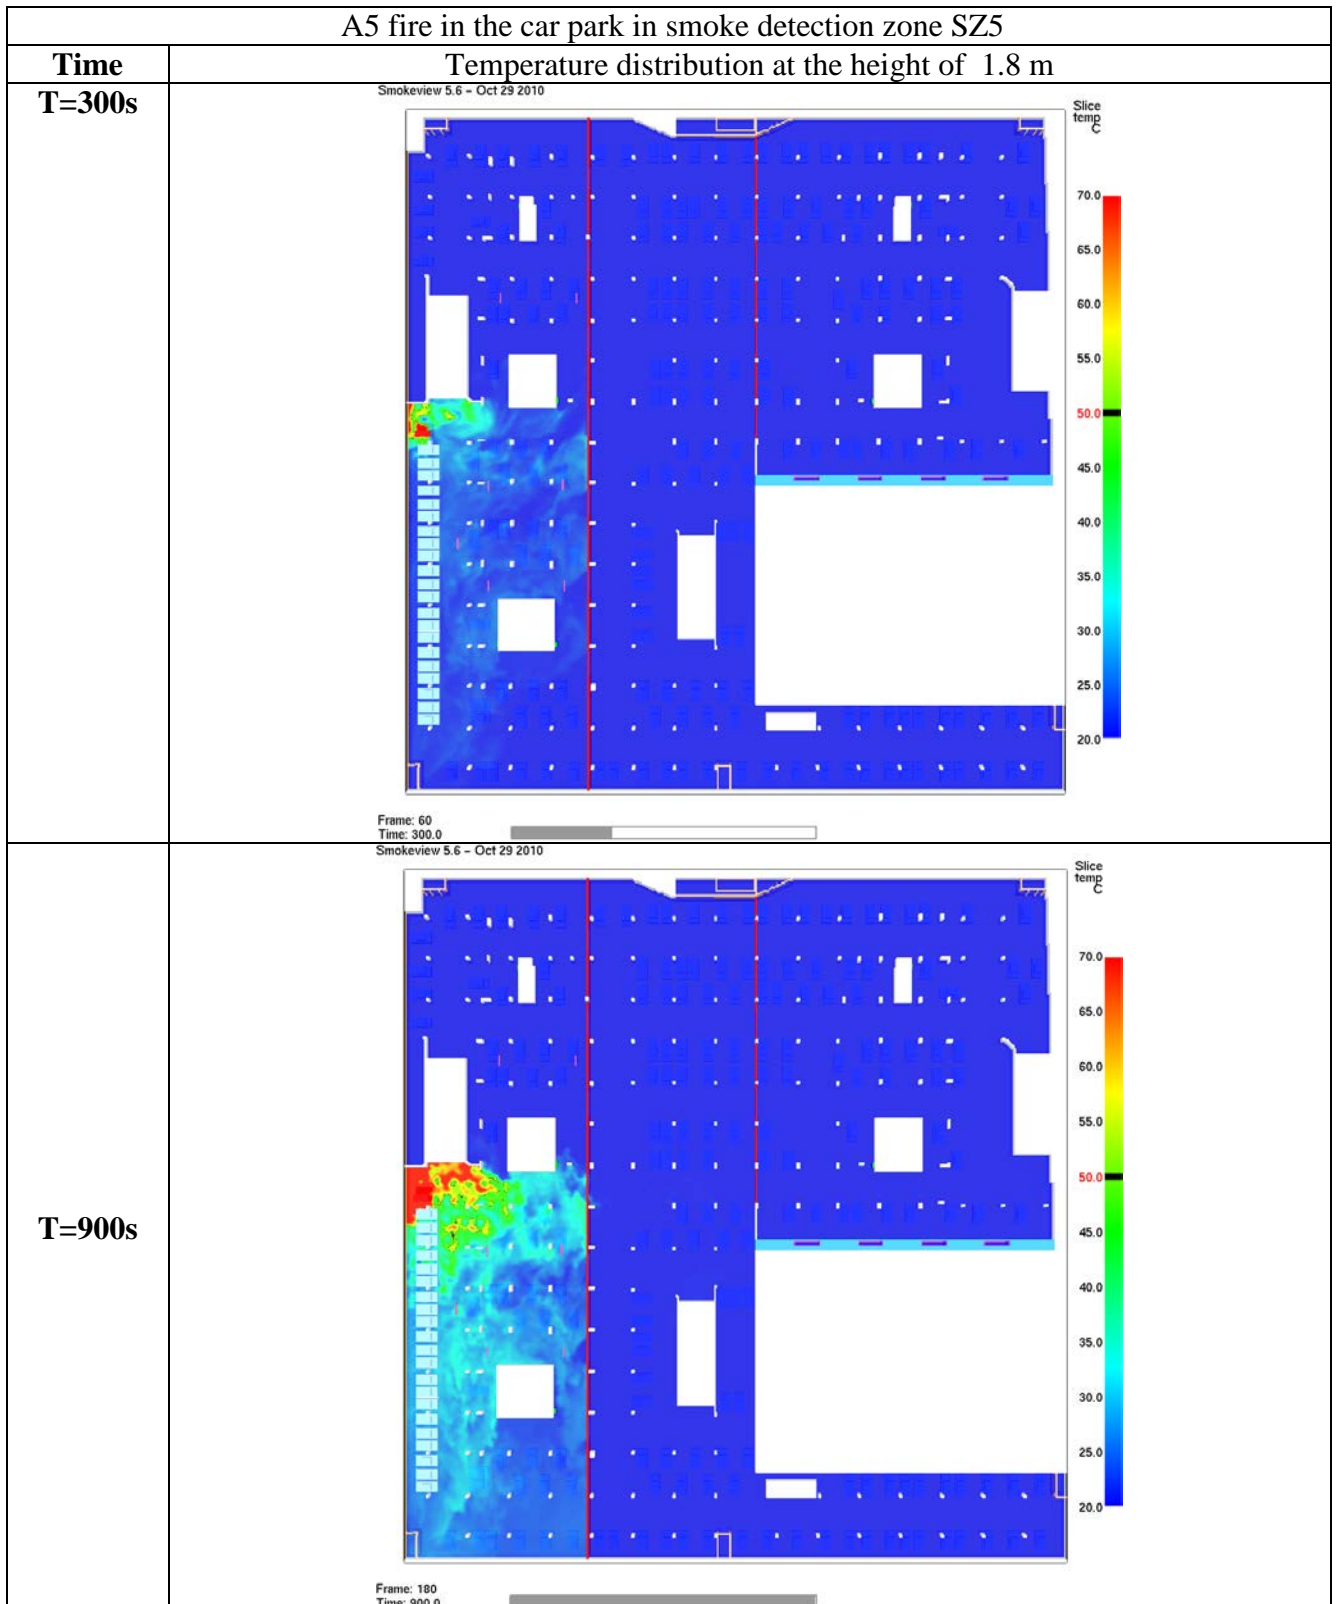 A5 fire in the car park in smoke detection zone SZ5
Time Temperature distribution at the height of 1.8 m
T=300s
Smokeview 5.6 – Oct 29 2010
Slice
temp
C
70.0
65.0
60.0
55.0
50.0
45.0
40.0
35.0
30.0
25.0
20.0
Frame: 60
Time: 300.0
T=900s
Smokeview 5.6 – Oct 29 2010
Slice
temp
C
70.0
65.0
60.0
55.0
50.0
45.0
40.0
35.0
30.0
25.0
20.0
Frame: 180
Time: 900.0